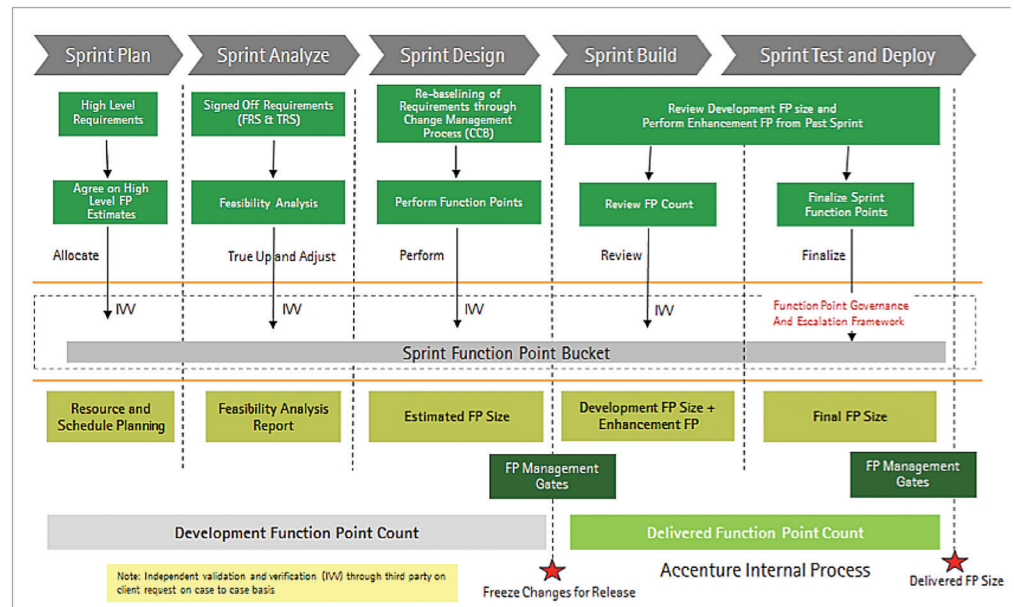 Sprint Plan
Sprint Analyze
Sprint Design
Sprint Build
Sprint Test and Deploy
High Level
Requirements
Signed Off Requirements
(FRS & TRS)
Re-baselining of
Requirements through
Change Management
Process (CCB)
Review Development FP size and
Perform Enhancement FP from Past Sprint
Agree on High
Level FP
Estimates
Feasibility Analysis
Perform Function Points
Review FP Count
Finalize Sprint
Function Points
Allocate
True Up and Adjust
Perform
Review
Finalize
IVV
IVV
IVV
IVV
Function Point Governance
And Escalation Framework
Sprint Function Point Bucket
Resource and
Schedule Planning
Feasibility Analysis
Report
Estimated FP Size
Development FP Size +
Enhancement FP
Final FP Size
FP Management
Gates
FP Management
Gates
Development Function Point Count
Delivered Function Point Count
Note: Independent validation and verification (IVV) through third party on
client request on case to case basis
Freeze Changes for Release
Accenture Internal Process
Delivered FP Size